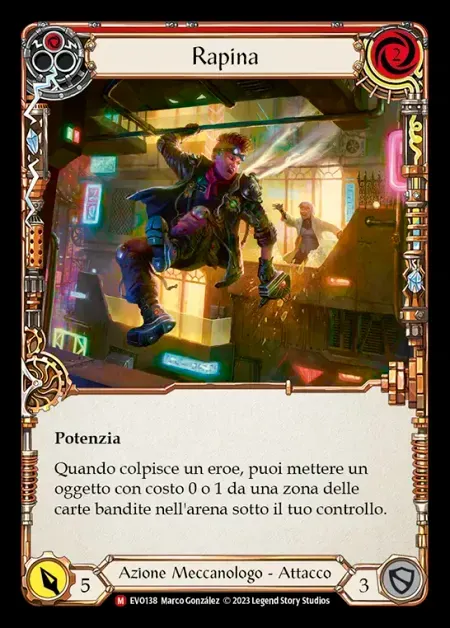 Rapina
2
Potenzia
Quando colpisce un eroe, puoi mettere un
oggetto con costo 0 o 1 da una zona delle
carte bandite nell'arena sotto il tuo controllo.
5
Azione Meccanologo - Attacco
3
M EVO138 Marco González © 2023 Legend Story Studios